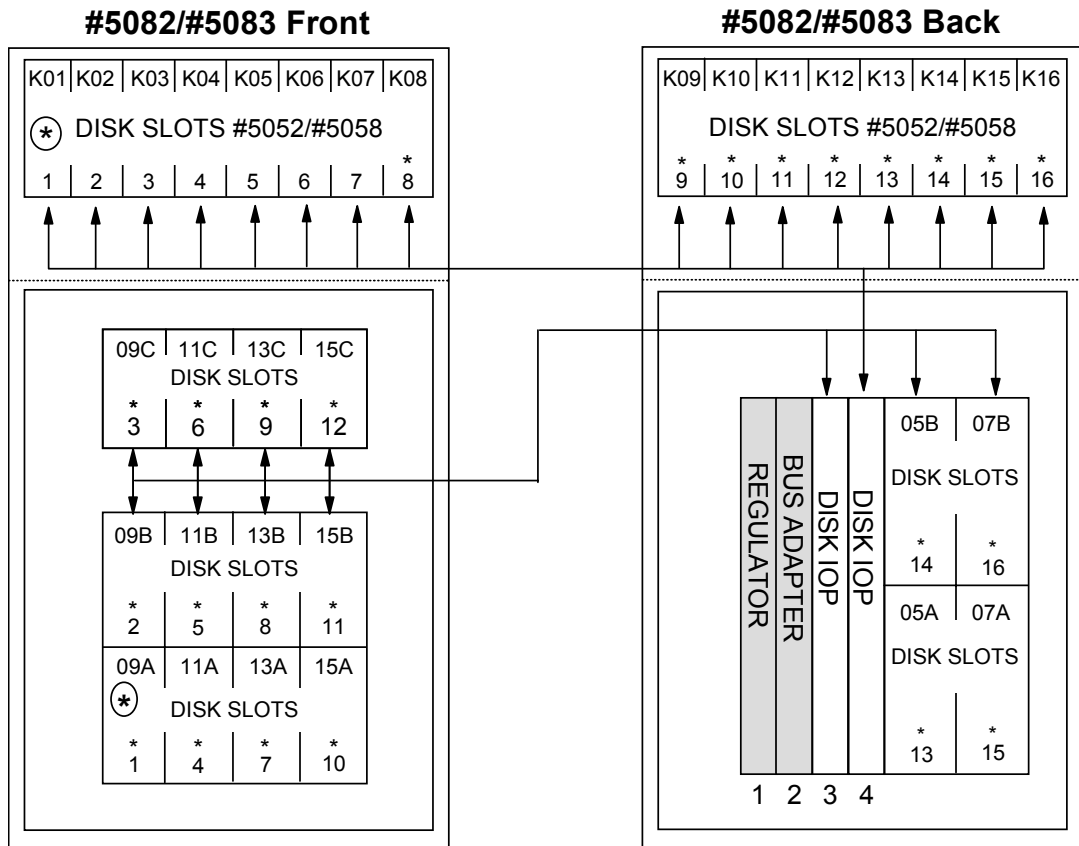 #5082/#5083 Front
K01 K02 K03 K04 K05 K06 K07 K08
* DISK SLOTS #5052/#5058
*
1 2 3 4 5 6 7 8
09C 11C 13C 15C
DISK SLOTS
* * * *
3 6 9 12
09B 11B 13B 15B
DISK SLOTS
* * * *
2 5 8 11
09A 11A 13A 15A
* DISK SLOTS
* * * *
1 4 7 10
#5082/#5083 Back
K09 K10 K11 K12 K13 K14 K15 K16
DISK SLOTS #5052/#5058
* * * * * * * *
9 10 11 12 13 14 15 16
REGULATOR
BUS ADAPTER
DISK IOP
DISK IOP
05B 07B
DISK SLOTS
* *
14 16
05A 07A
DISK SLOTS
* *
13 15
1 2 3 4